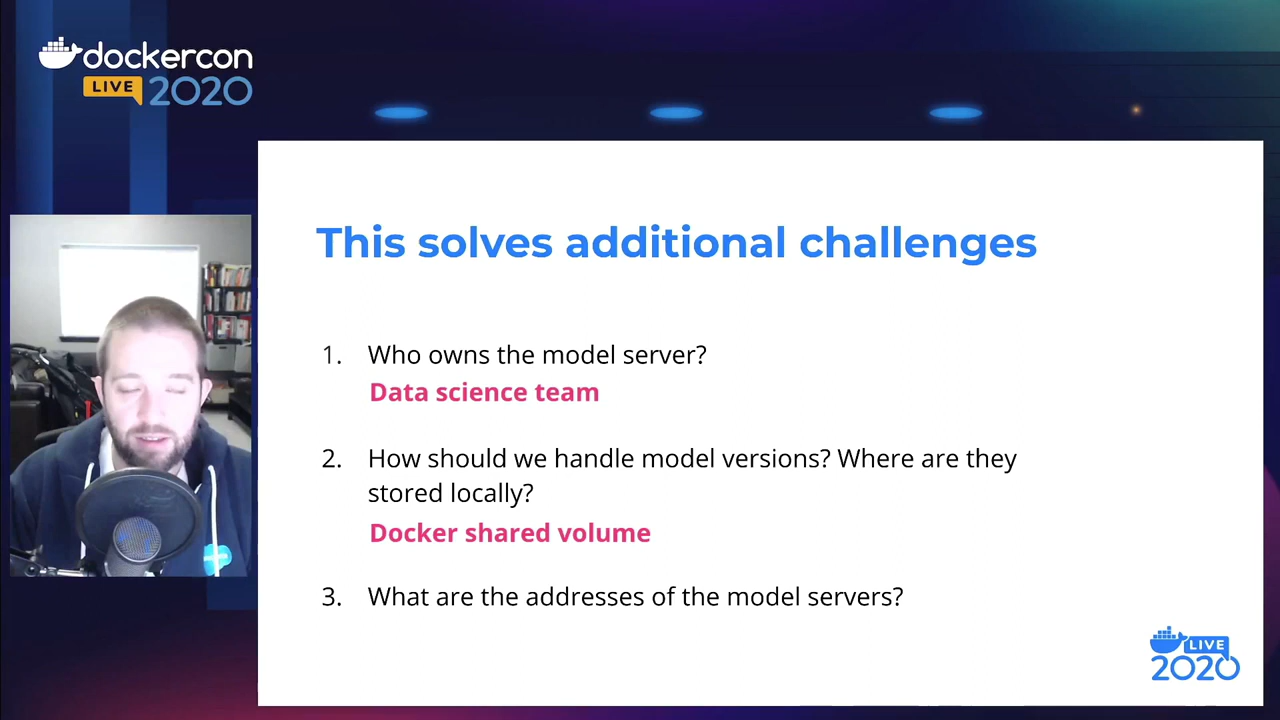 dockercon
LIVE 2020
This solves additional challenges
1. Who owns the model server?
Data science team
2. How should we handle model versions? Where are they
stored locally?
Docker shared volume
3. What are the addresses of the model servers?
LIVE
2020